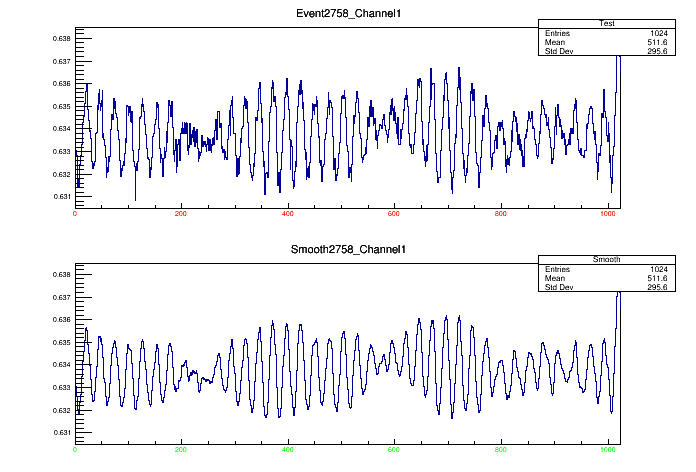 Event2758_Channel1
Test
Entries 1024
Mean 511.6
Std Dev 295.6
0.638
0.637
0.636
0.635
0.634
0.633
0.632
0.631
0 200 400 600 800 1000
Smooth2758_Channel1
Smooth
Entries 1024
Mean 511.6
Std Dev 295.6
0.638
0.637
0.636
0.635
0.634
0.633
0.632
0.631
0 200 400 600 800 1000